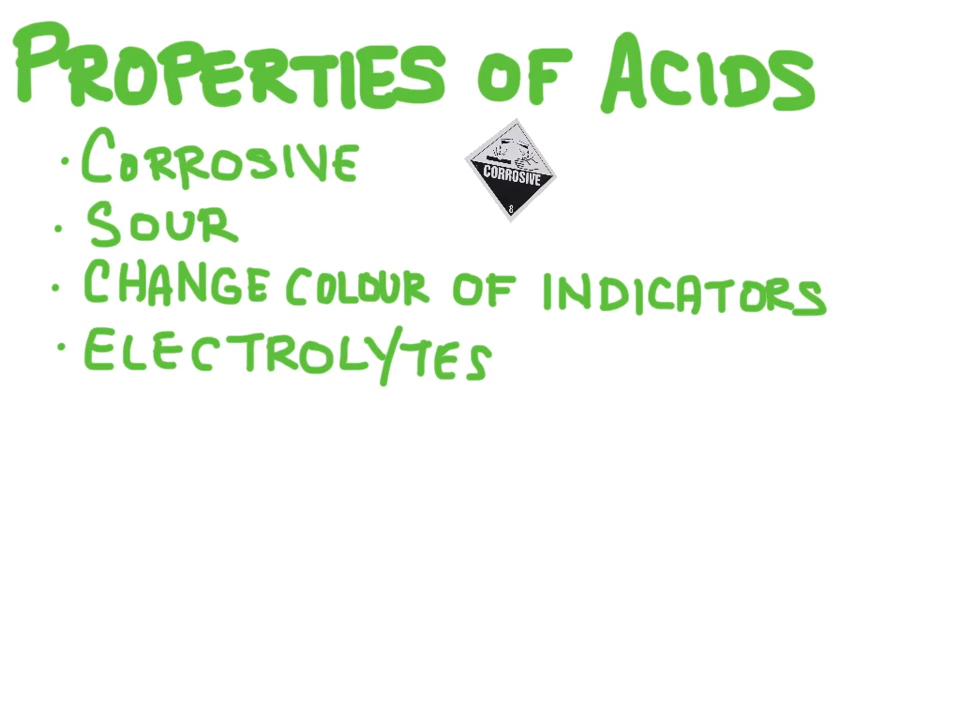 PROPERTIES OF ACIDS
· CORROSIVE
CORROSIVE
8
· SOUR
· CHANGE COLOUR OF INDICATORS
· ELECTROLYTES